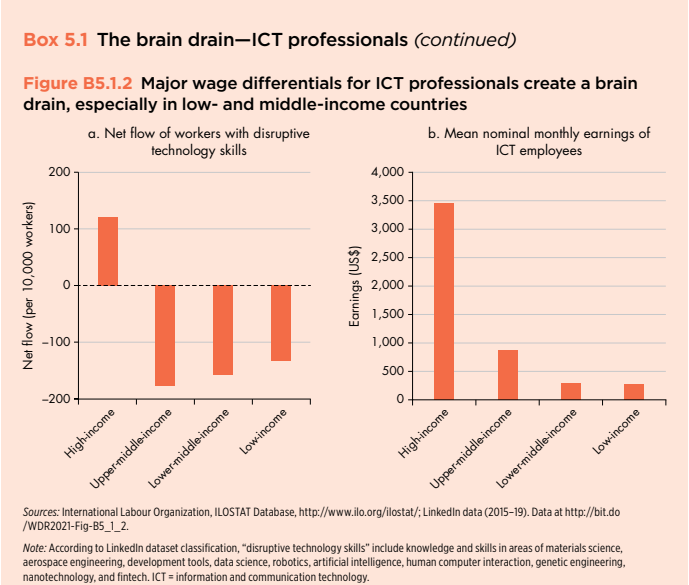 Box 5.1 The brain drain—ICT professionals (continued)
Figure B5.1.2 Major wage differentials for ICT professionals create a brain
drain, especially in low- and middle-income countries
a. Net flow of workers with disruptive
technology skills
200
100
0
–100
–200
Net flow (per 10,000 workers)
High-income
Upper-middle-income
Lower-middle-income
Low-income
b. Mean nominal monthly earnings of
ICT employees
4,000
3,500
3,000
2,500
2,000
1,500
1,000
500
0
Earnings (US$)
High-income
Upper-middle-income
Lower-middle-income
Low-income
Sources: International Labour Organization, ILOSTAT Database, http://www.ilo.org/ilostat/; LinkedIn data (2015–19). Data at http://bit.do
/WDR2021-Fig-B5_1_2.
Note: According to LinkedIn dataset classification, “disruptive technology skills” include knowledge and skills in areas of materials science,
aerospace engineering, development tools, data science, robotics, artificial intelligence, human computer interaction, genetic engineering,
nanotechnology, and fintech. ICT = information and communication technology.